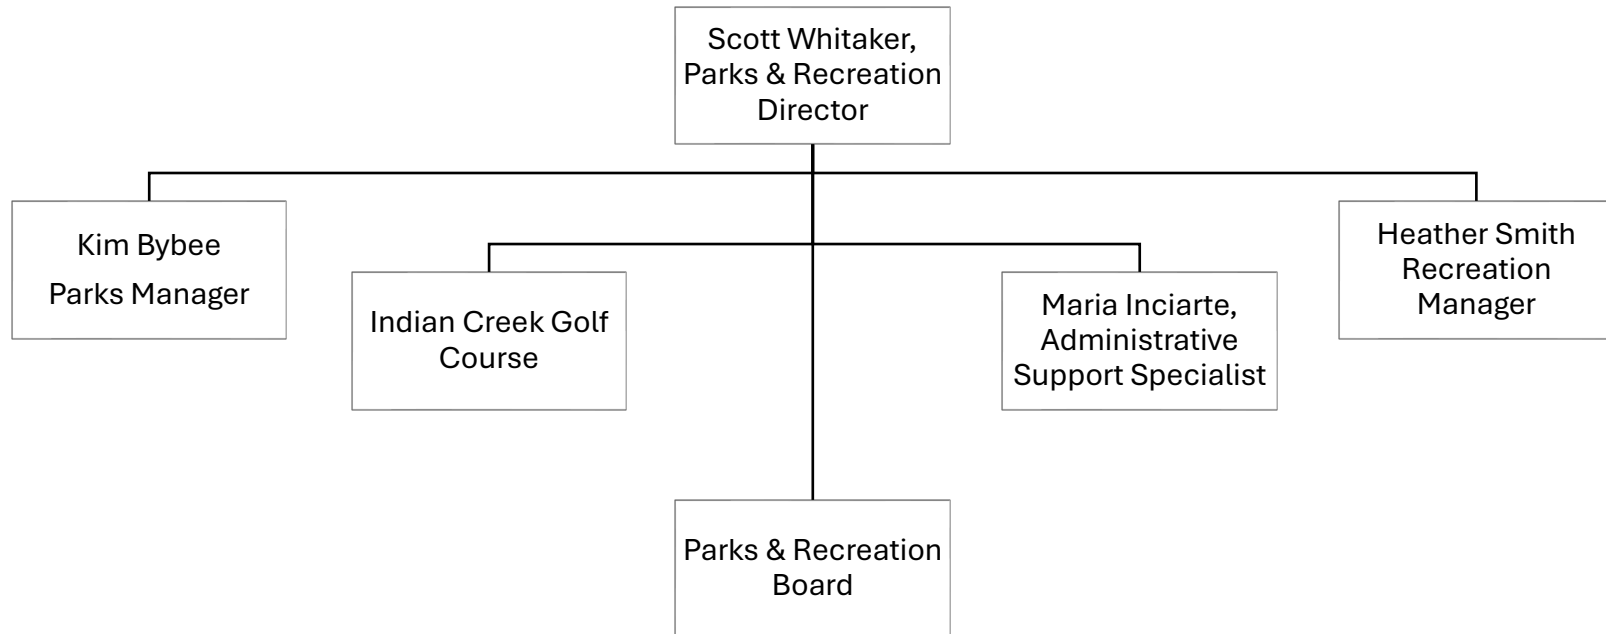 Scott Whitaker,
Parks & Recreation
Director
Kim Bybee
Parks Manager
Indian Creek Golf
Course
Maria Inciarte,
Administrative
Support Specialist
Heather Smith
Recreation
Manager
Parks & Recreation
Board